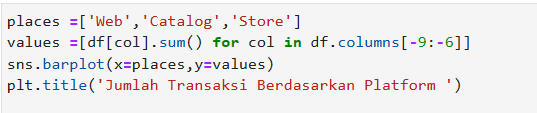 places =['Web','Catalog','Store']
values =[df[col].sum() for col in df.columns[-9:-6]]
sns.barplot(x=places,y=values)
plt.title('Jumlah Transaksi Berdasarkan Platform ')